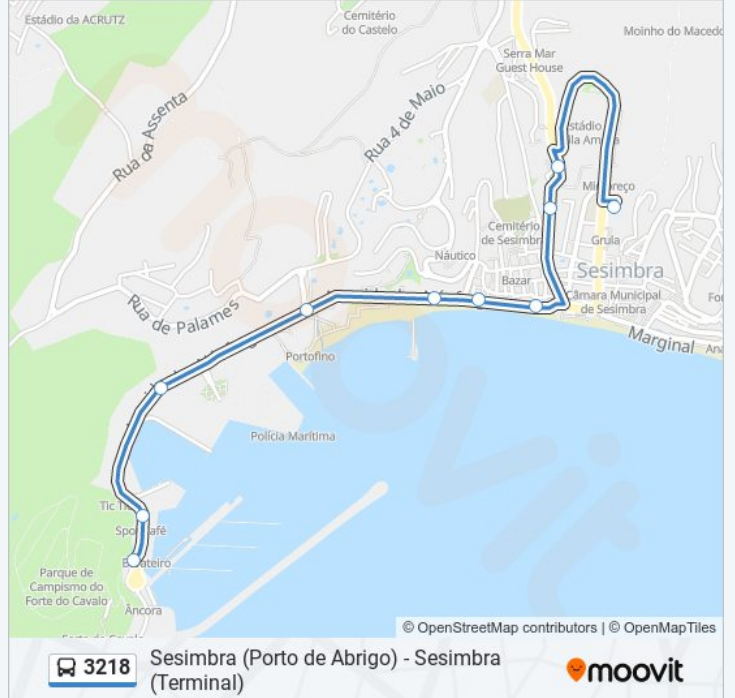 Estádio da ACRUTZ
Cemitério
do Castelo
Moinho do Macedo
Serra Mar
Guest House
Rua da Assenta
Rua 4 de Maio
Cemitério
de Sesimbra
Grula
Náutico
Sesimbra
Bazar
Câmara Municipal
de Sesimbra
Rua de Palames
Marginal
Portofino
Polícia Marítima
Parque de
Campismo do
Forte do Cavalo
Âncora
© OpenStreetMap contributors | © OpenMapTiles
3218
Sesimbra (Porto de Abrigo) - Sesimbra
(Terminal)
moovit